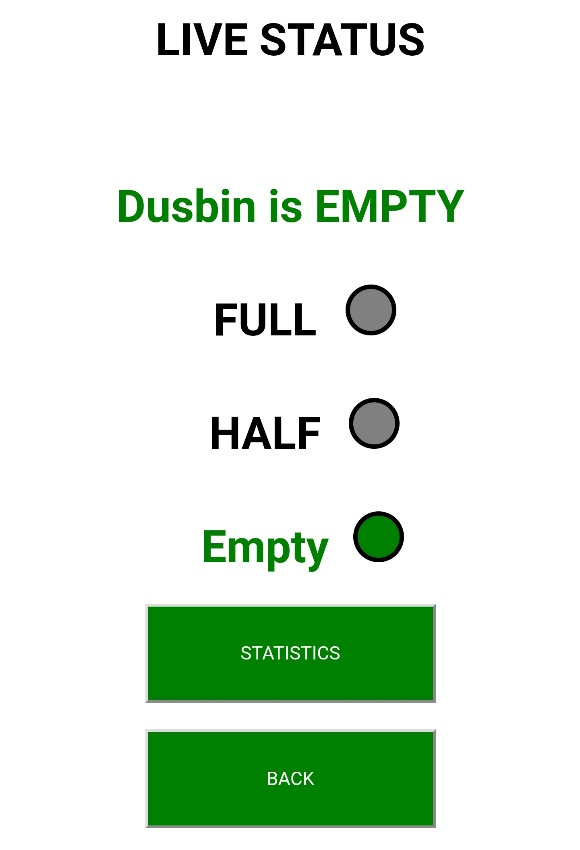 LIVE STATUS
Dusbin is EMPTY
FULL
HALF
Empty
STATISTICS
BACK